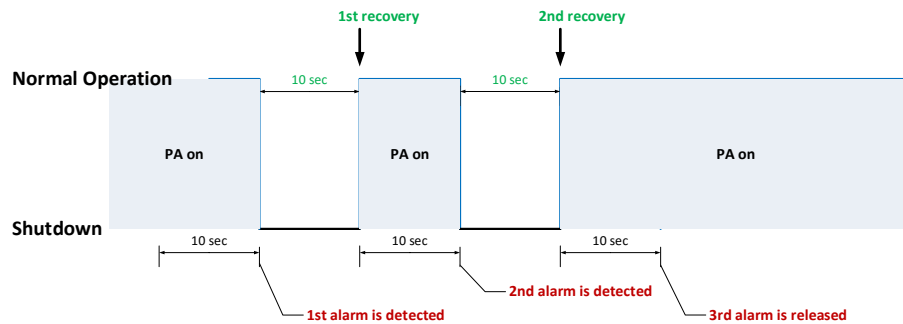 1st recovery
2nd recovery
Normal Operation
10 sec
10 sec
PA on
PA on
PA on
Shutdown
10 sec
10 sec
10 sec
2nd alarm is detected
1st alarm is detected
3rd alarm is released